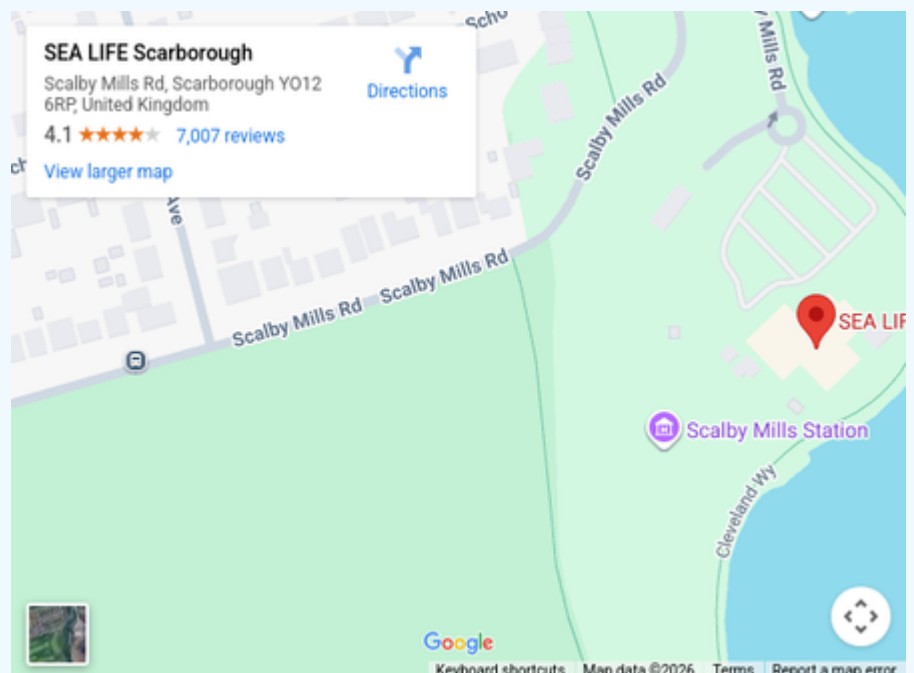 SEA LIFE Scarborough
Scalby Mills Rd, Scarborough YO12
6RP, United Kingdom
4.1
7,007 reviews
View larger map
Directions
Scho
y Mills Rd
Scalby Mills Rd
Ave
Scalby Mills Rd
Scalby Mills Rd
SEA LIF
Scalby Mills Station
Cleveland Wy
Google
Keyboard shortcuts
Map data ©2026
Terms
Report a map error